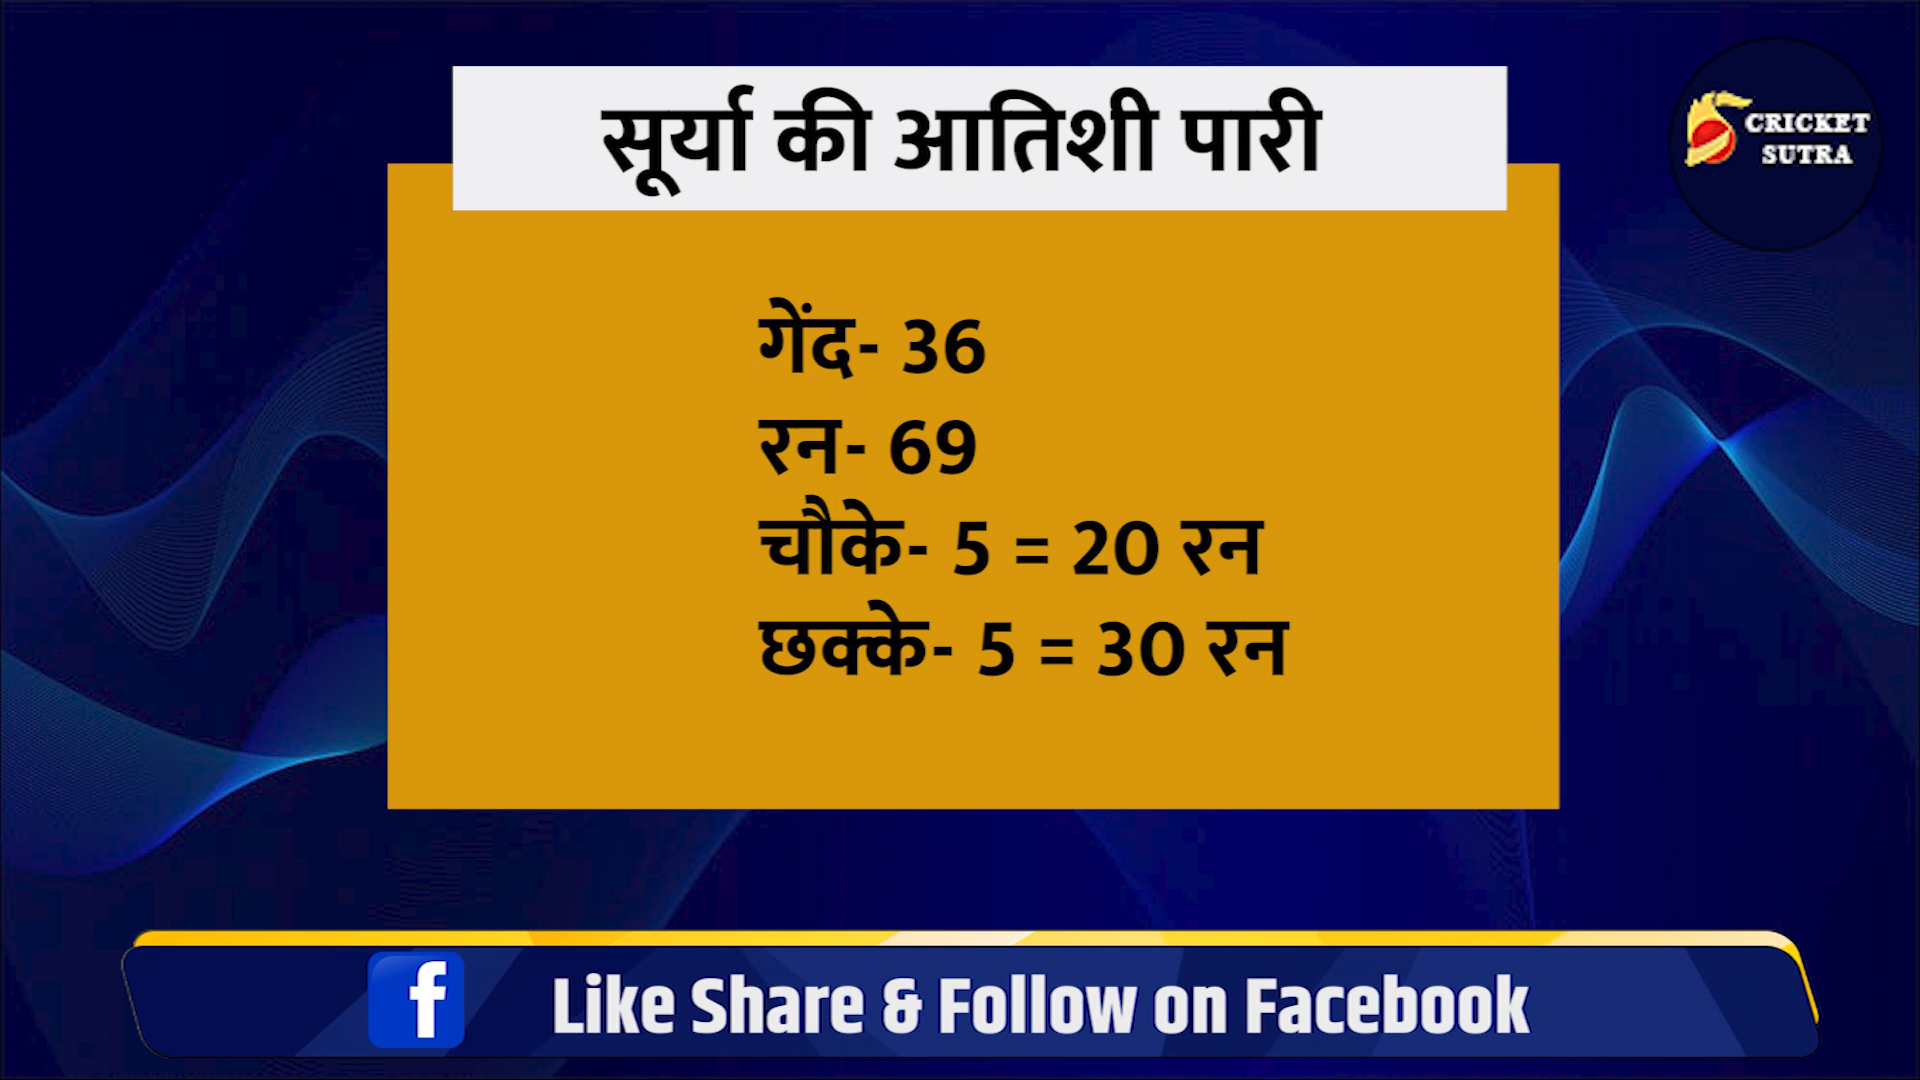 सूर्या की आतिशी पारी
CRICKET
SUTRA
गेंद- 36
रन- 69
चौके- 5 = 20 रन
छक्के- 5 = 30 रन
f
Like Share & Follow on Facebook